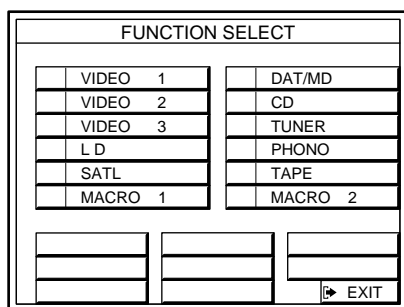 FUNCTION SELECT
VIDEO 1
VIDEO 2
VIDEO 3
L D
SATL
MACRO 1
DAT/MD
CD
TUNER
PHONO
TAPE
MACRO 2
EXIT